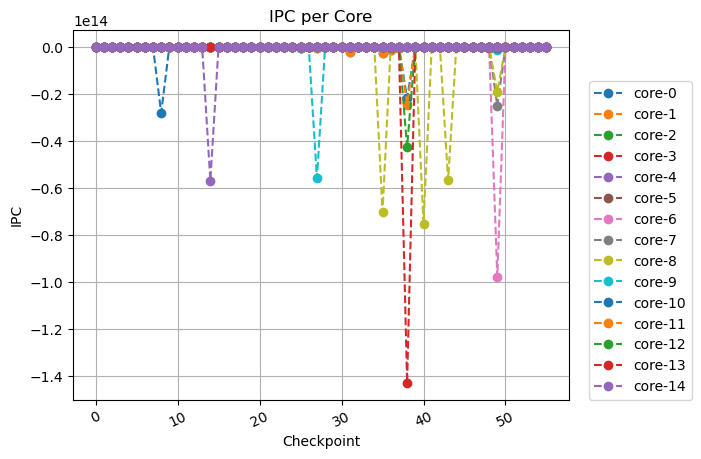 IPC per Core
1e14
0.0
−0.2
−0.4
−0.6
−0.8
−1.0
−1.2
−1.4
IPC
0
10
20
30
40
50
Checkpoint
core-0
core-1
core-2
core-3
core-4
core-5
core-6
core-7
core-8
core-9
core-10
core-11
core-12
core-13
core-14